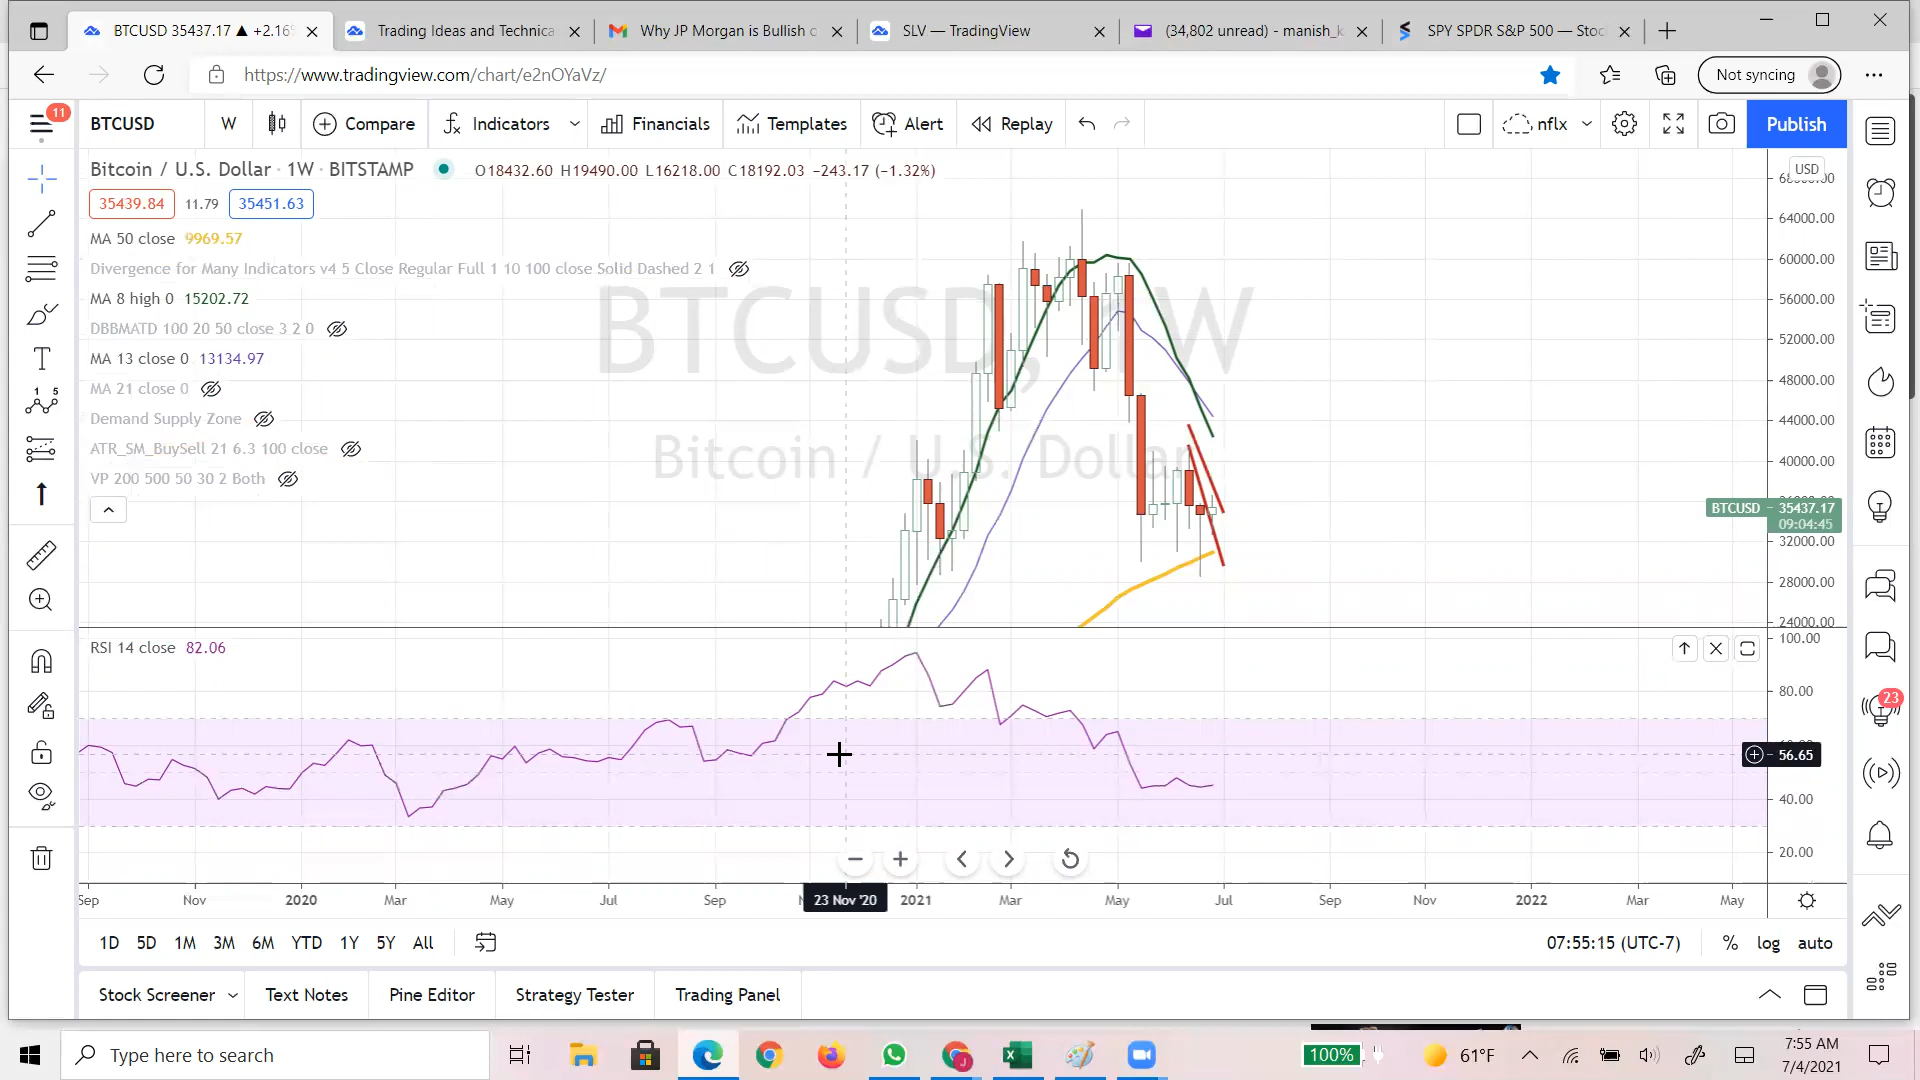 BTCUSD 35437.17 ▲ +2.16%
Trading Ideas and Technica
Why JP Morgan is Bullish o
SLV — TradingView
(34,802 unread) - manish_k
SPY SPDR S&P 500 — Stoc
https://www.tradingview.com/chart/e2nOYaVz/
Not syncing
11
BTCUSD
W
Compare
Indicators
Financials
Templates
Alert
Replay
nflx
Publish
Bitcoin / U.S. Dollar · 1W · BITSTAMP
O18432.60 H19490.00 L16218.00 C18192.03 −243.17 (−1.32%)
USD
35439.84 11.79 35451.63
MA 50 close 9969.57
Divergence for Many Indicators v4 5 Close Regular Full 1 10 100 close Solid Dashed 2 1
MA 8 high 0 15202.72
DBBMATD 100 20 50 close 3 2 0
MA 13 close 0 13134.97
MA 21 close 0
Demand Supply Zone
ATR_SM_BuySell 21 6.3 100 close
VP 200 500 50 30 2 Both
BTCUSD, 1W
Bitcoin / U.S. Dollar
64000.00
60000.00
56000.00
52000.00
48000.00
44000.00
40000.00
BTCUSD 35437.17
09:04:45
32000.00
28000.00
24000.00
RSI 14 close 82.06
100.00
80.00
56.65
40.00
20.00
23
Sep Nov 2020 Mar May Jul Sep 23 Nov '20 2021 Mar May Jul Sep Nov 2022 Mar May
1D 5D 1M 3M 6M YTD 1Y 5Y All
07:55:15 (UTC-7) % log auto
Stock Screener Text Notes Pine Editor Strategy Tester Trading Panel
Type here to search
100%
61°F
7:55 AM
7/4/2021